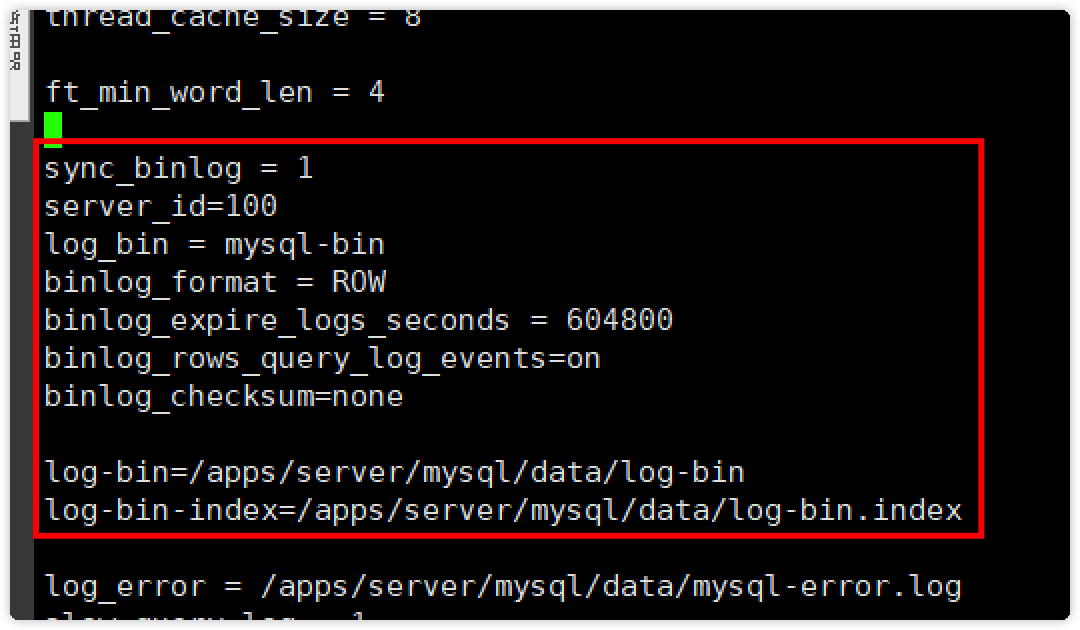 thread_cache_size = 8
ft_min_word_len = 4
sync_binlog = 1
server_id=100
log_bin = mysql-bin
binlog_format = ROW
binlog_expire_logs_seconds = 604800
binlog_rows_query_log_events=on
binlog_checksum=none
log-bin=/apps/server/mysql/data/log-bin
log-bin-index=/apps/server/mysql/data/log-bin.index
log_error = /apps/server/mysql/data/mysql-error.log
slow_query_log = 1